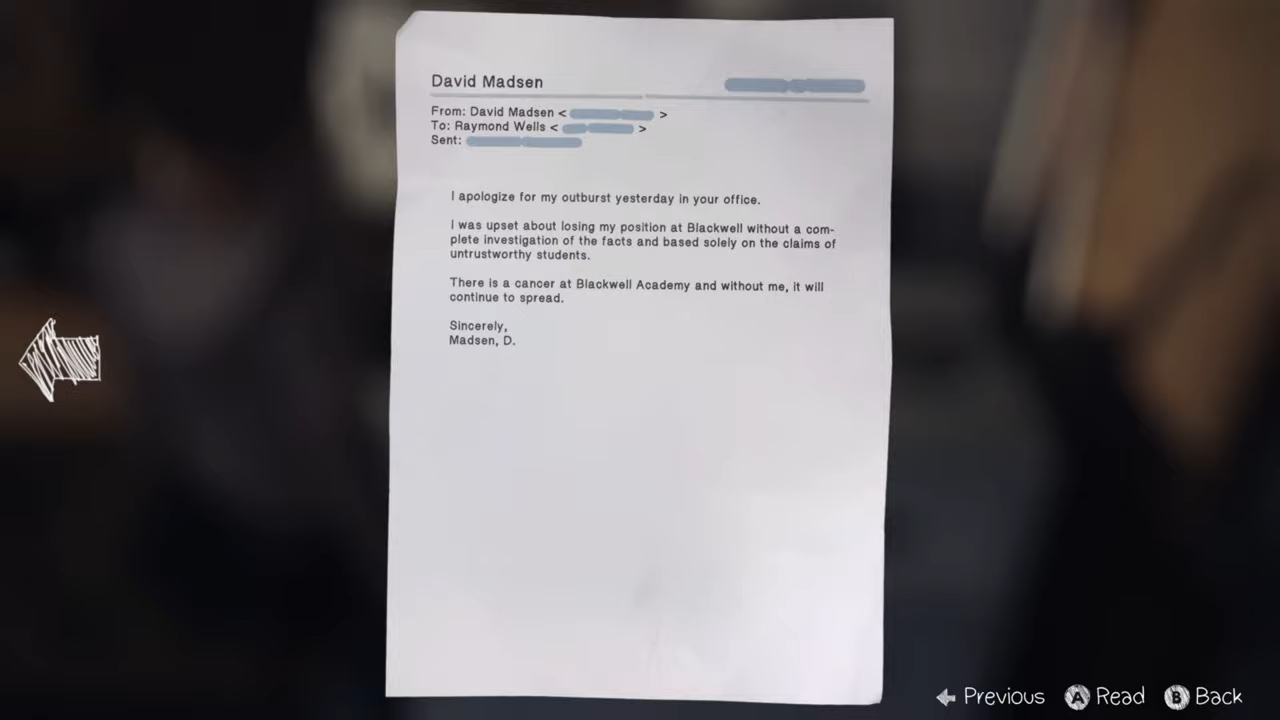 David Madsen
From: David Madsen < >
To: Raymond Wells < >
Sent:
I apologize for my outburst yesterday in your office.
I was upset about losing my position at Blackwell without a com-
plete investigation of the facts and based solely on the claims of
untrustworthy students.
There is a cancer at Blackwell Academy and without me, it will
continue to spread.
Sincerely,
Madsen, D.
Previous A Read B Back